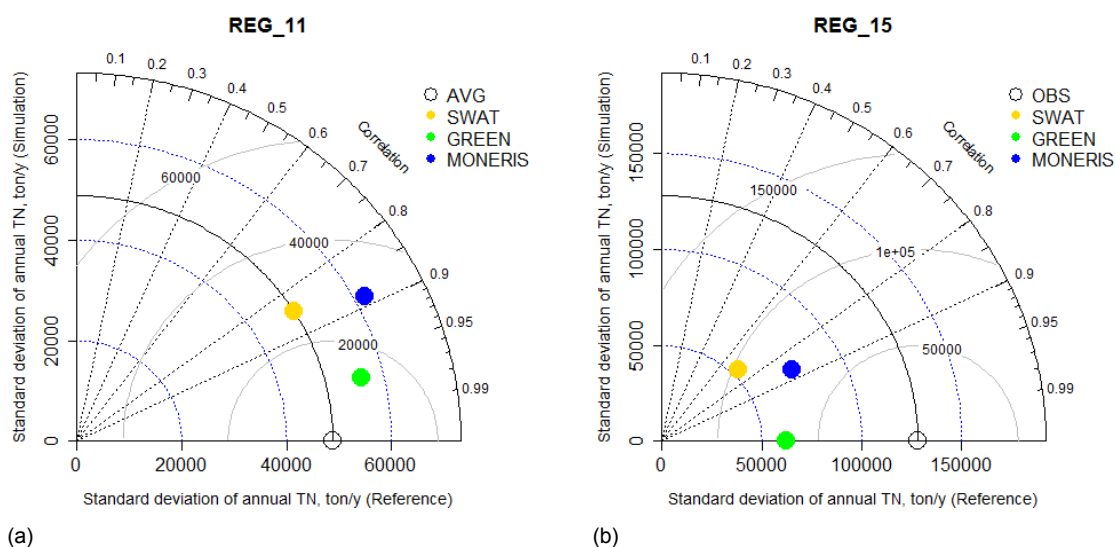 REG_11
0.1
0.2
0.3
0.4
0.5
0.6
0.7
0.8
0.9
0.95
0.99
Correlation
AVG
SWAT
GREEN
MONERIS
60000
40000
20000
0
20000
40000
60000
Standard deviation of annual TN, ton/y (Simulation)
0
20000
40000
60000
Standard deviation of annual TN, ton/y (Reference)
(a)
REG_15
0.1
0.2
0.3
0.4
0.5
0.6
0.7
0.8
0.9
0.95
0.99
Correlation
OBS
SWAT
GREEN
MONERIS
150000
1e+05
50000
0
50000
100000
150000
Standard deviation of annual TN, ton/y (Simulation)
0
50000
100000
150000
Standard deviation of annual TN, ton/y (Reference)
(b)